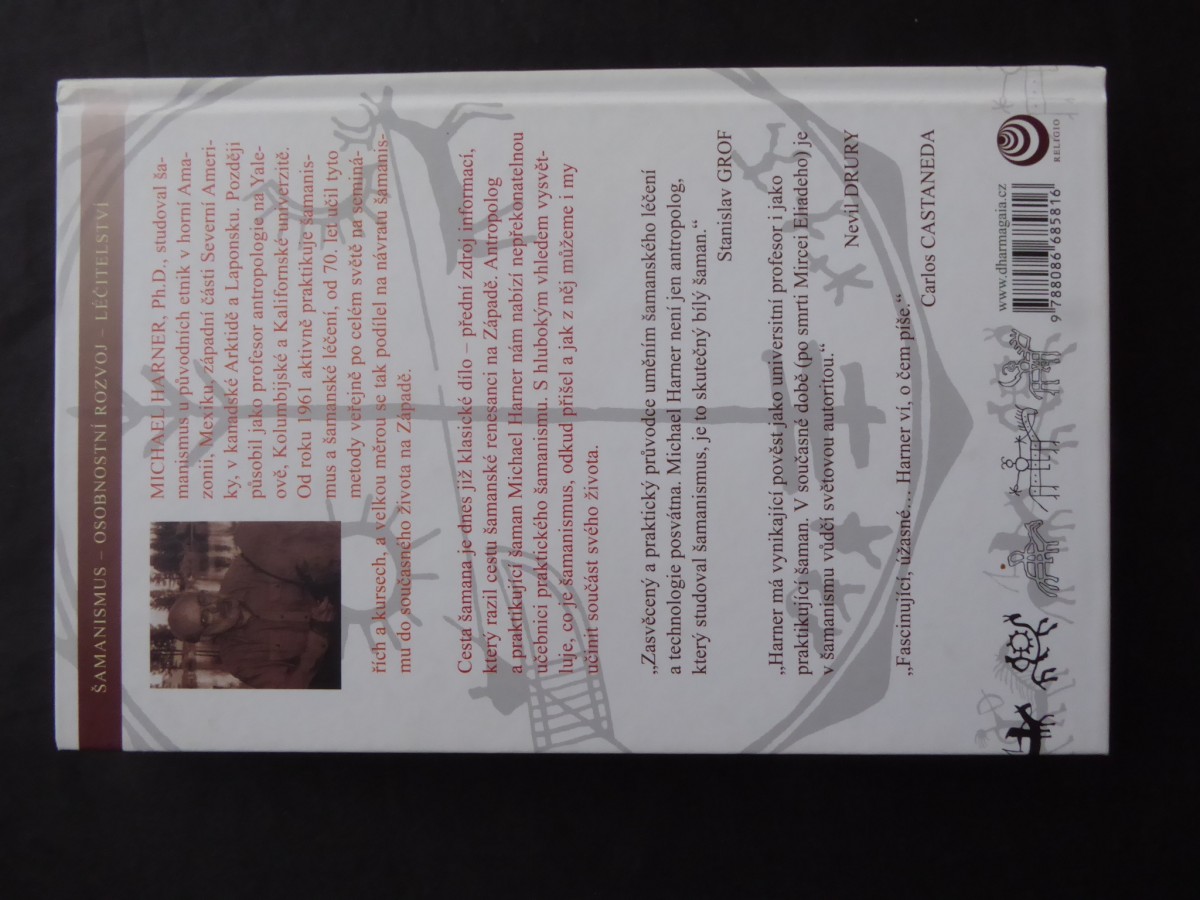 ŠAMANISMUS – OSOBNOSTNÍ ROZVOJ – LÉČITELSTVÍ
MICHAEL HARNER, Ph.D., studoval ša-
manismus u původních etnik v horní Ama-
zonii, Mexiku, západní části Severní Ameri-
ky, v kanadské Arktidě a Laponsku. Později
působil jako profesor antropologie na Yale-
ově, Kolumbijské a Kalifornské univerzitě.
Od roku 1961 aktivně praktikuje šamanis-
mus a šamanské léčení, od 70. let učil tyto
metody veřejně po celém světě na seminá-
řích a kursech, a velkou měrou se tak podílel na návratu šamanis-
mu do současného života na Západě.
Cesta šamana je dnes již klasické dílo – přední zdroj informací,
který razil cestu šamanské renesanci na Západě. Antropolog
a praktikující šaman Michael Harner nám nabízí nepřekonatelnou
učebnici praktického šamanismu. S hlubokým vhledem vysvět-
luje, co je šamanismus, odkud přišel a jak z něj můžeme i my
učinit součást svého života.
„Zasvěcený a praktický průvodce uměním šamanského léčení
a technologie posvátna. Michael Harner není jen antropolog,
který studoval šamanismus, je to skutečný bílý šaman.“
Stanislav GROF
„Harner má vynikající pověst jako universitní profesor i jako
praktikující šaman. V současné době (po smrti Mircei Eliadeho) je
v šamanismu vůdčí světovou autoritou.“
Nevil DRURY
„Fascinující, úžasné… Harner ví, o čem píše.“
Carlos CASTANEDA
www.dharmagaia.cz
9 788086 685816
RELIGIO